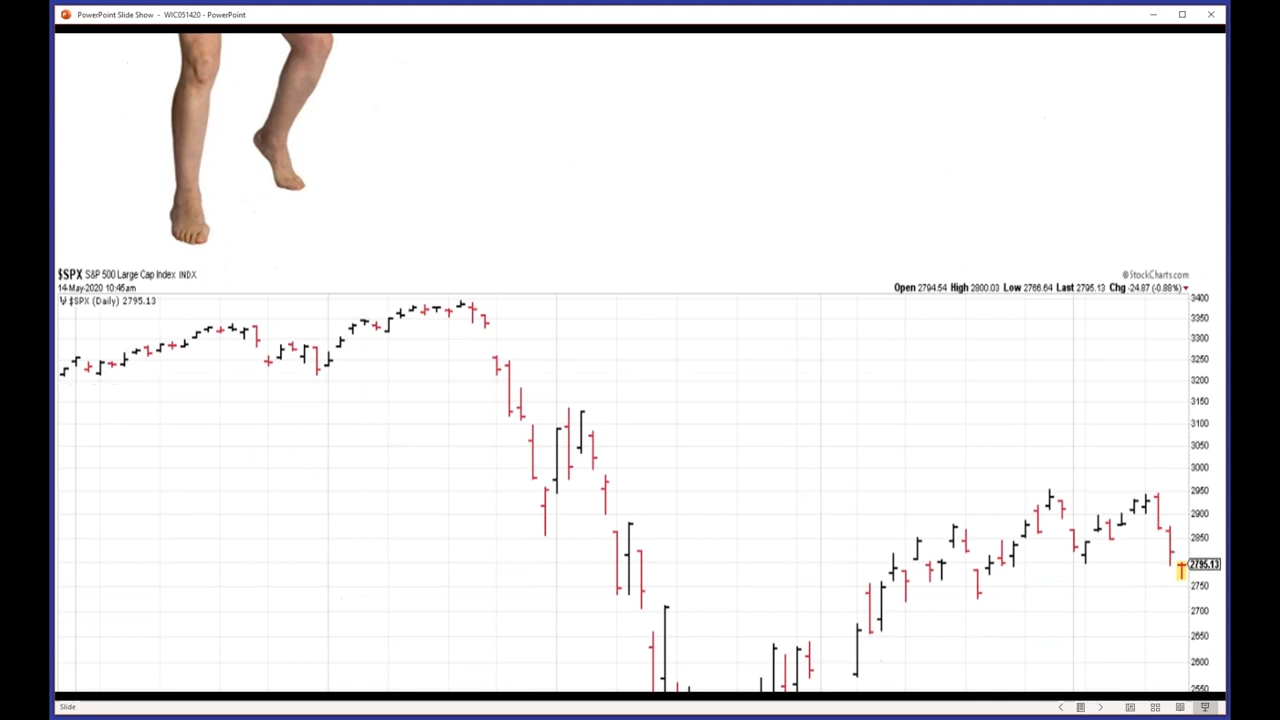 PowerPoint Slide Show - WIC051420 - PowerPoint
$SPX S&P 500 Large Cap Index INDX
© StockCharts.com
14-May-2020 10:45am
Open 2794.54 High 2800.03 Low 2766.64 Last 2795.13 Chg -24.87 (-0.88%)
$SPX (Daily) 2795.13
3400
3350
3300
3250
3200
3150
3100
3050
3000
2950
2900
2850
2795.13
2750
2700
2650
2600
2550
Slide